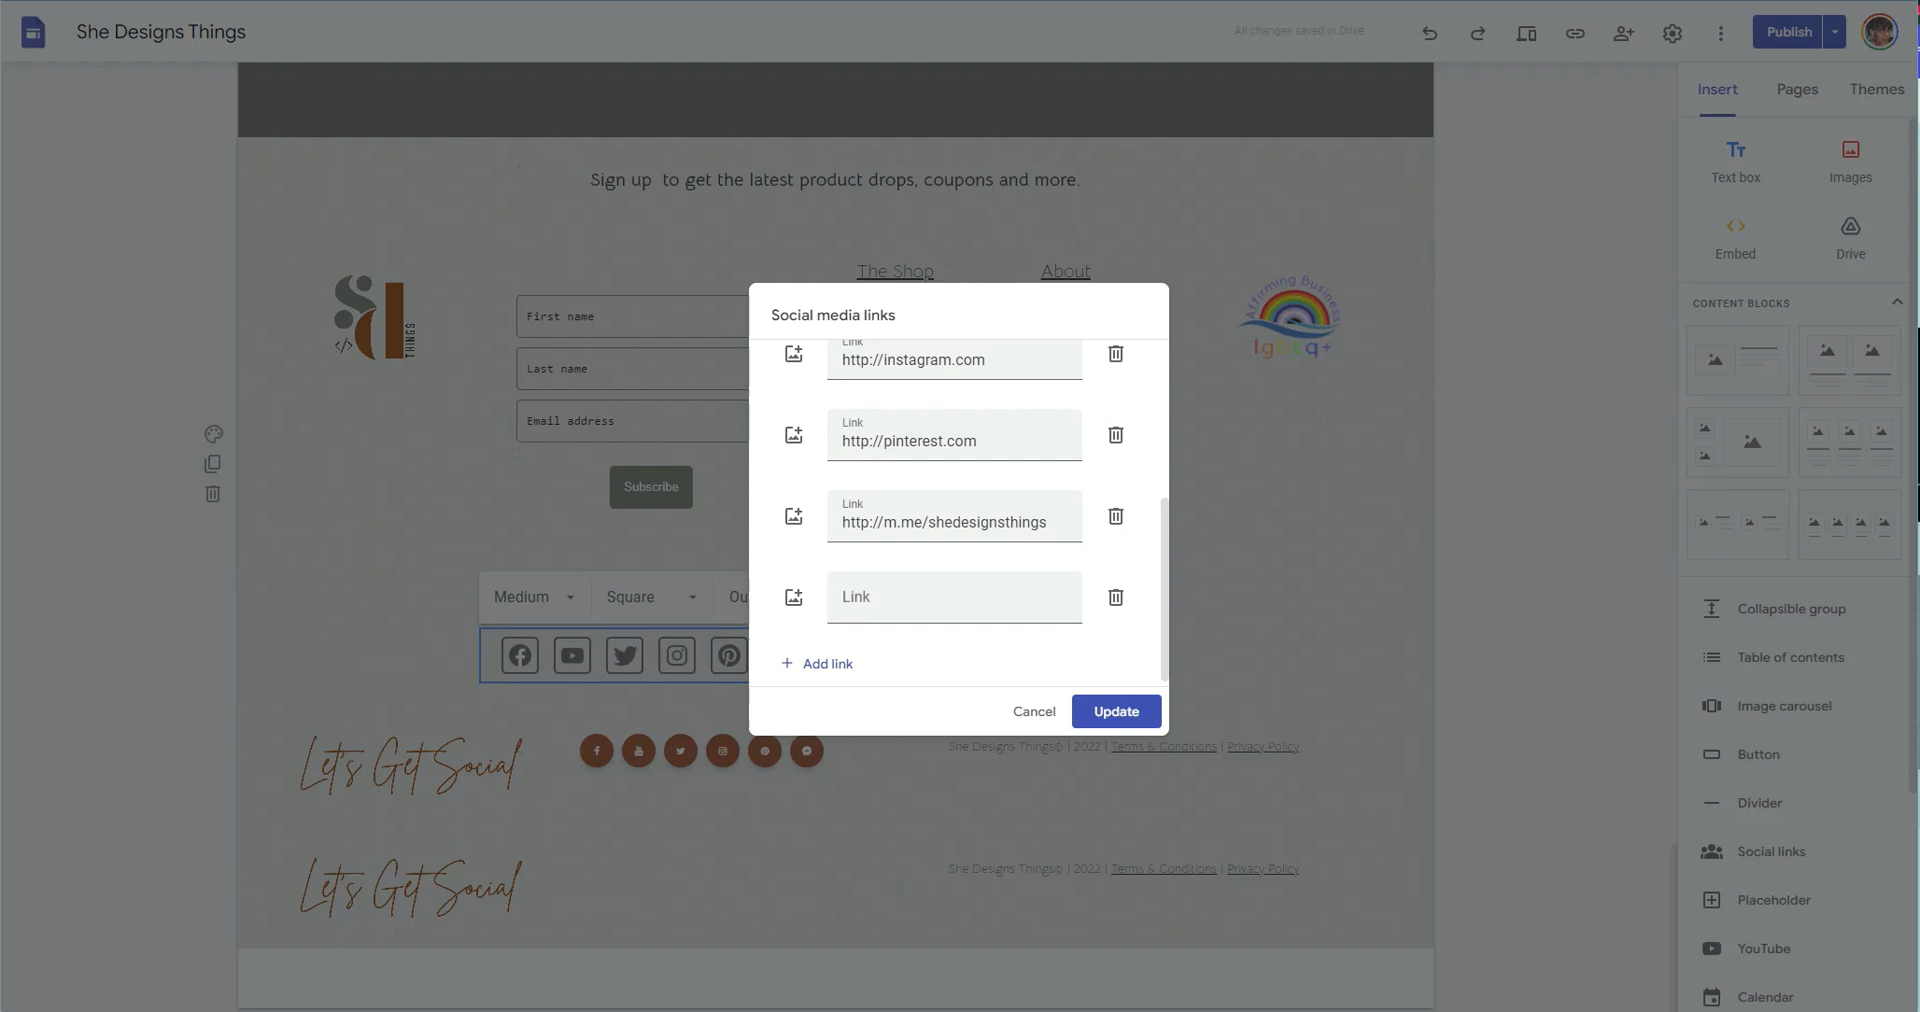 She Designs Things
All changes saved in Drive
Publish
Insert
Pages
Themes
Sign up to get the latest product drops, coupons and more.
Text box
Images
Embed
Drive
The Shop
About
THINGS
</>
Affirming Business
lgbtq+
First name
Last name
Email address
Subscribe
Social media links
Link
http://instagram.com
Link
http://pinterest.com
Link
http://m.me/shedesignsthings
Link
+ Add link
Cancel
Update
Medium
Square
Ou
Let's Get Social
She Designs Things© | 2022 | Terms & Conditions | Privacy Policy
Let's Get Social
She Designs Things© | 2022 | Terms & Conditions | Privacy Policy
CONTENT BLOCKS
Collapsible group
Table of contents
Image carousel
Button
Divider
Social links
Placeholder
YouTube
Calendar